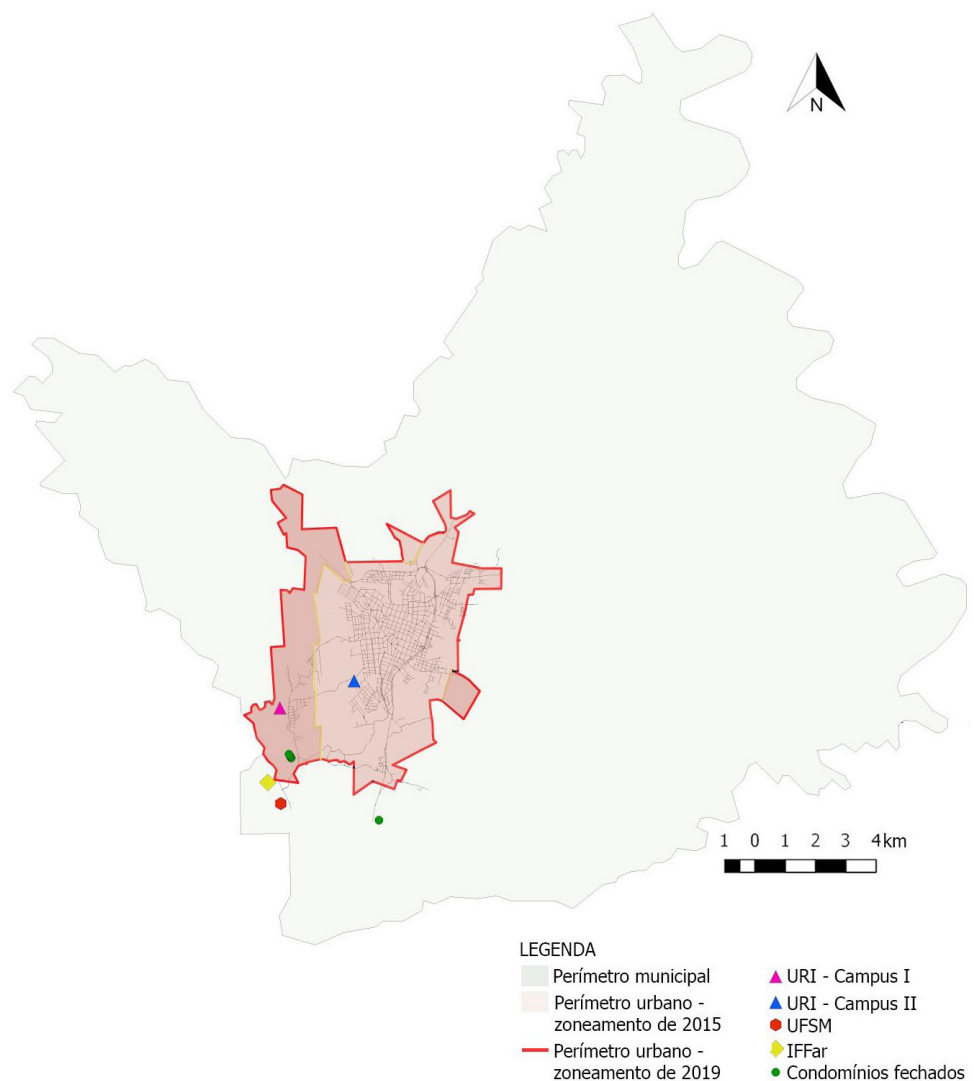 N
1 0 1 2 3 4km
LEGENDA
Perímetro municipal
Perímetro urbano -
zoneamento de 2015
Perímetro urbano -
zoneamento de 2019
URI - Campus I
URI - Campus II
UFSM
IFFar
Condomínios fechados